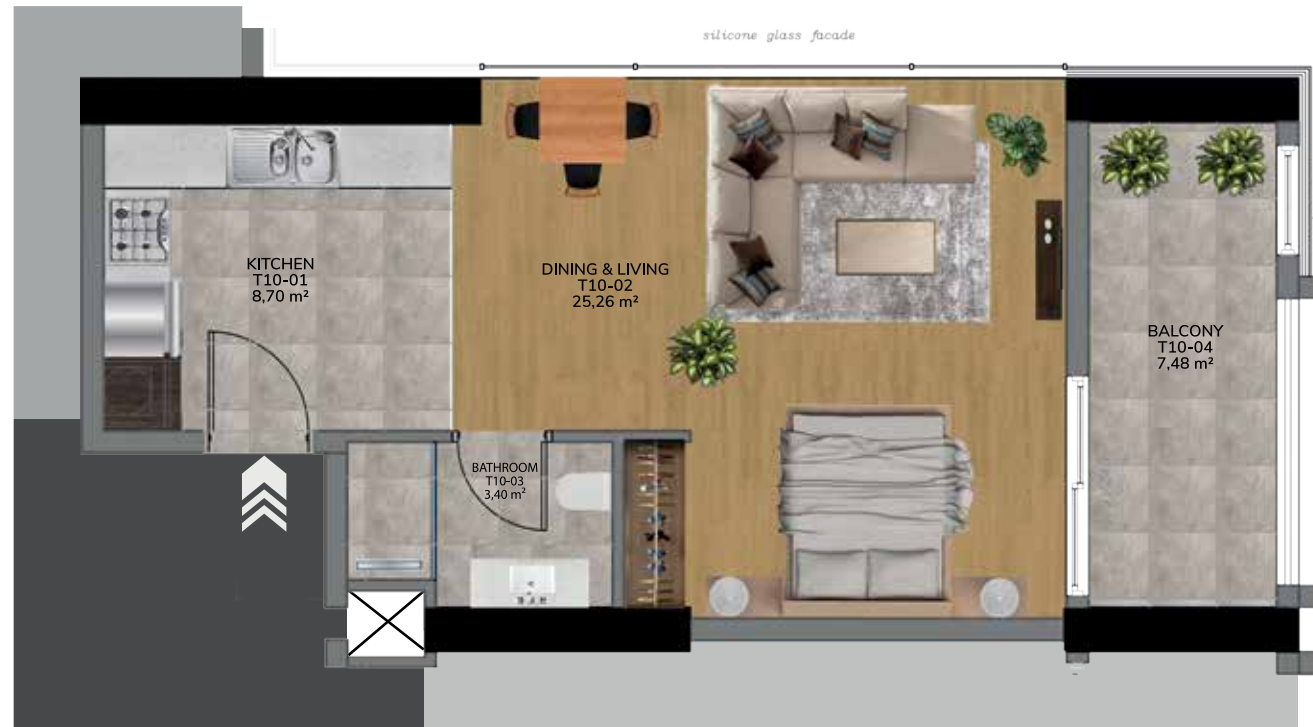 silicone glass facade
KITCHEN
T10-01
8,70 m²
DINING & LIVING
T10-02
25,26 m²
BALCONY
T10-04
7,48 m²
BATHROOM
T10-03
3,40 m²